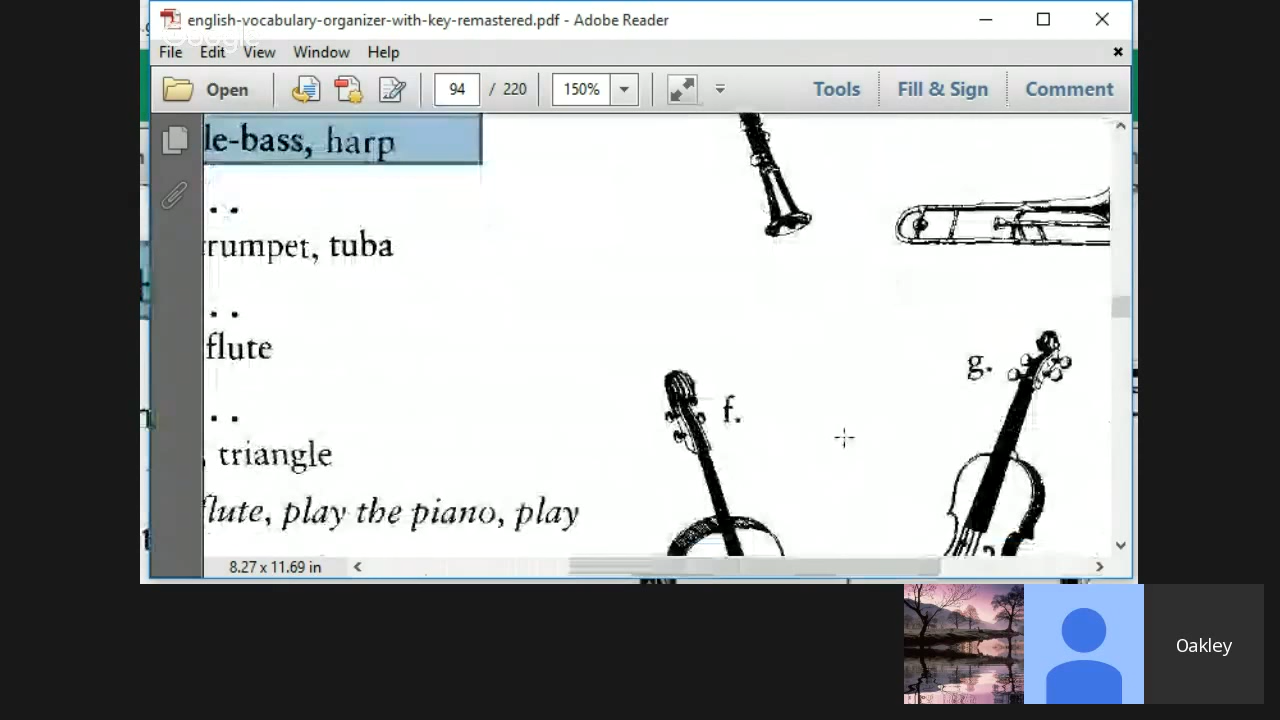 english-vocabulary-organizer-with-key-remastered.pdf - Adobe Reader
Google
File Edit View Window Help
Open 94 / 220 150% Tools Fill & Sign Comment
le-bass, harp
. .
rumpet, tuba
. .
flute
g.
f.
. .
, triangle
flute, play the piano, play
8.27 x 11.69 in
Oakley